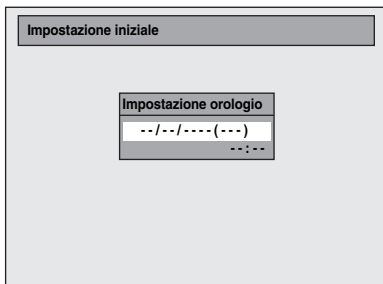 Impostazione iniziale
Impostazione orologio
--/--/----(---)
--:--